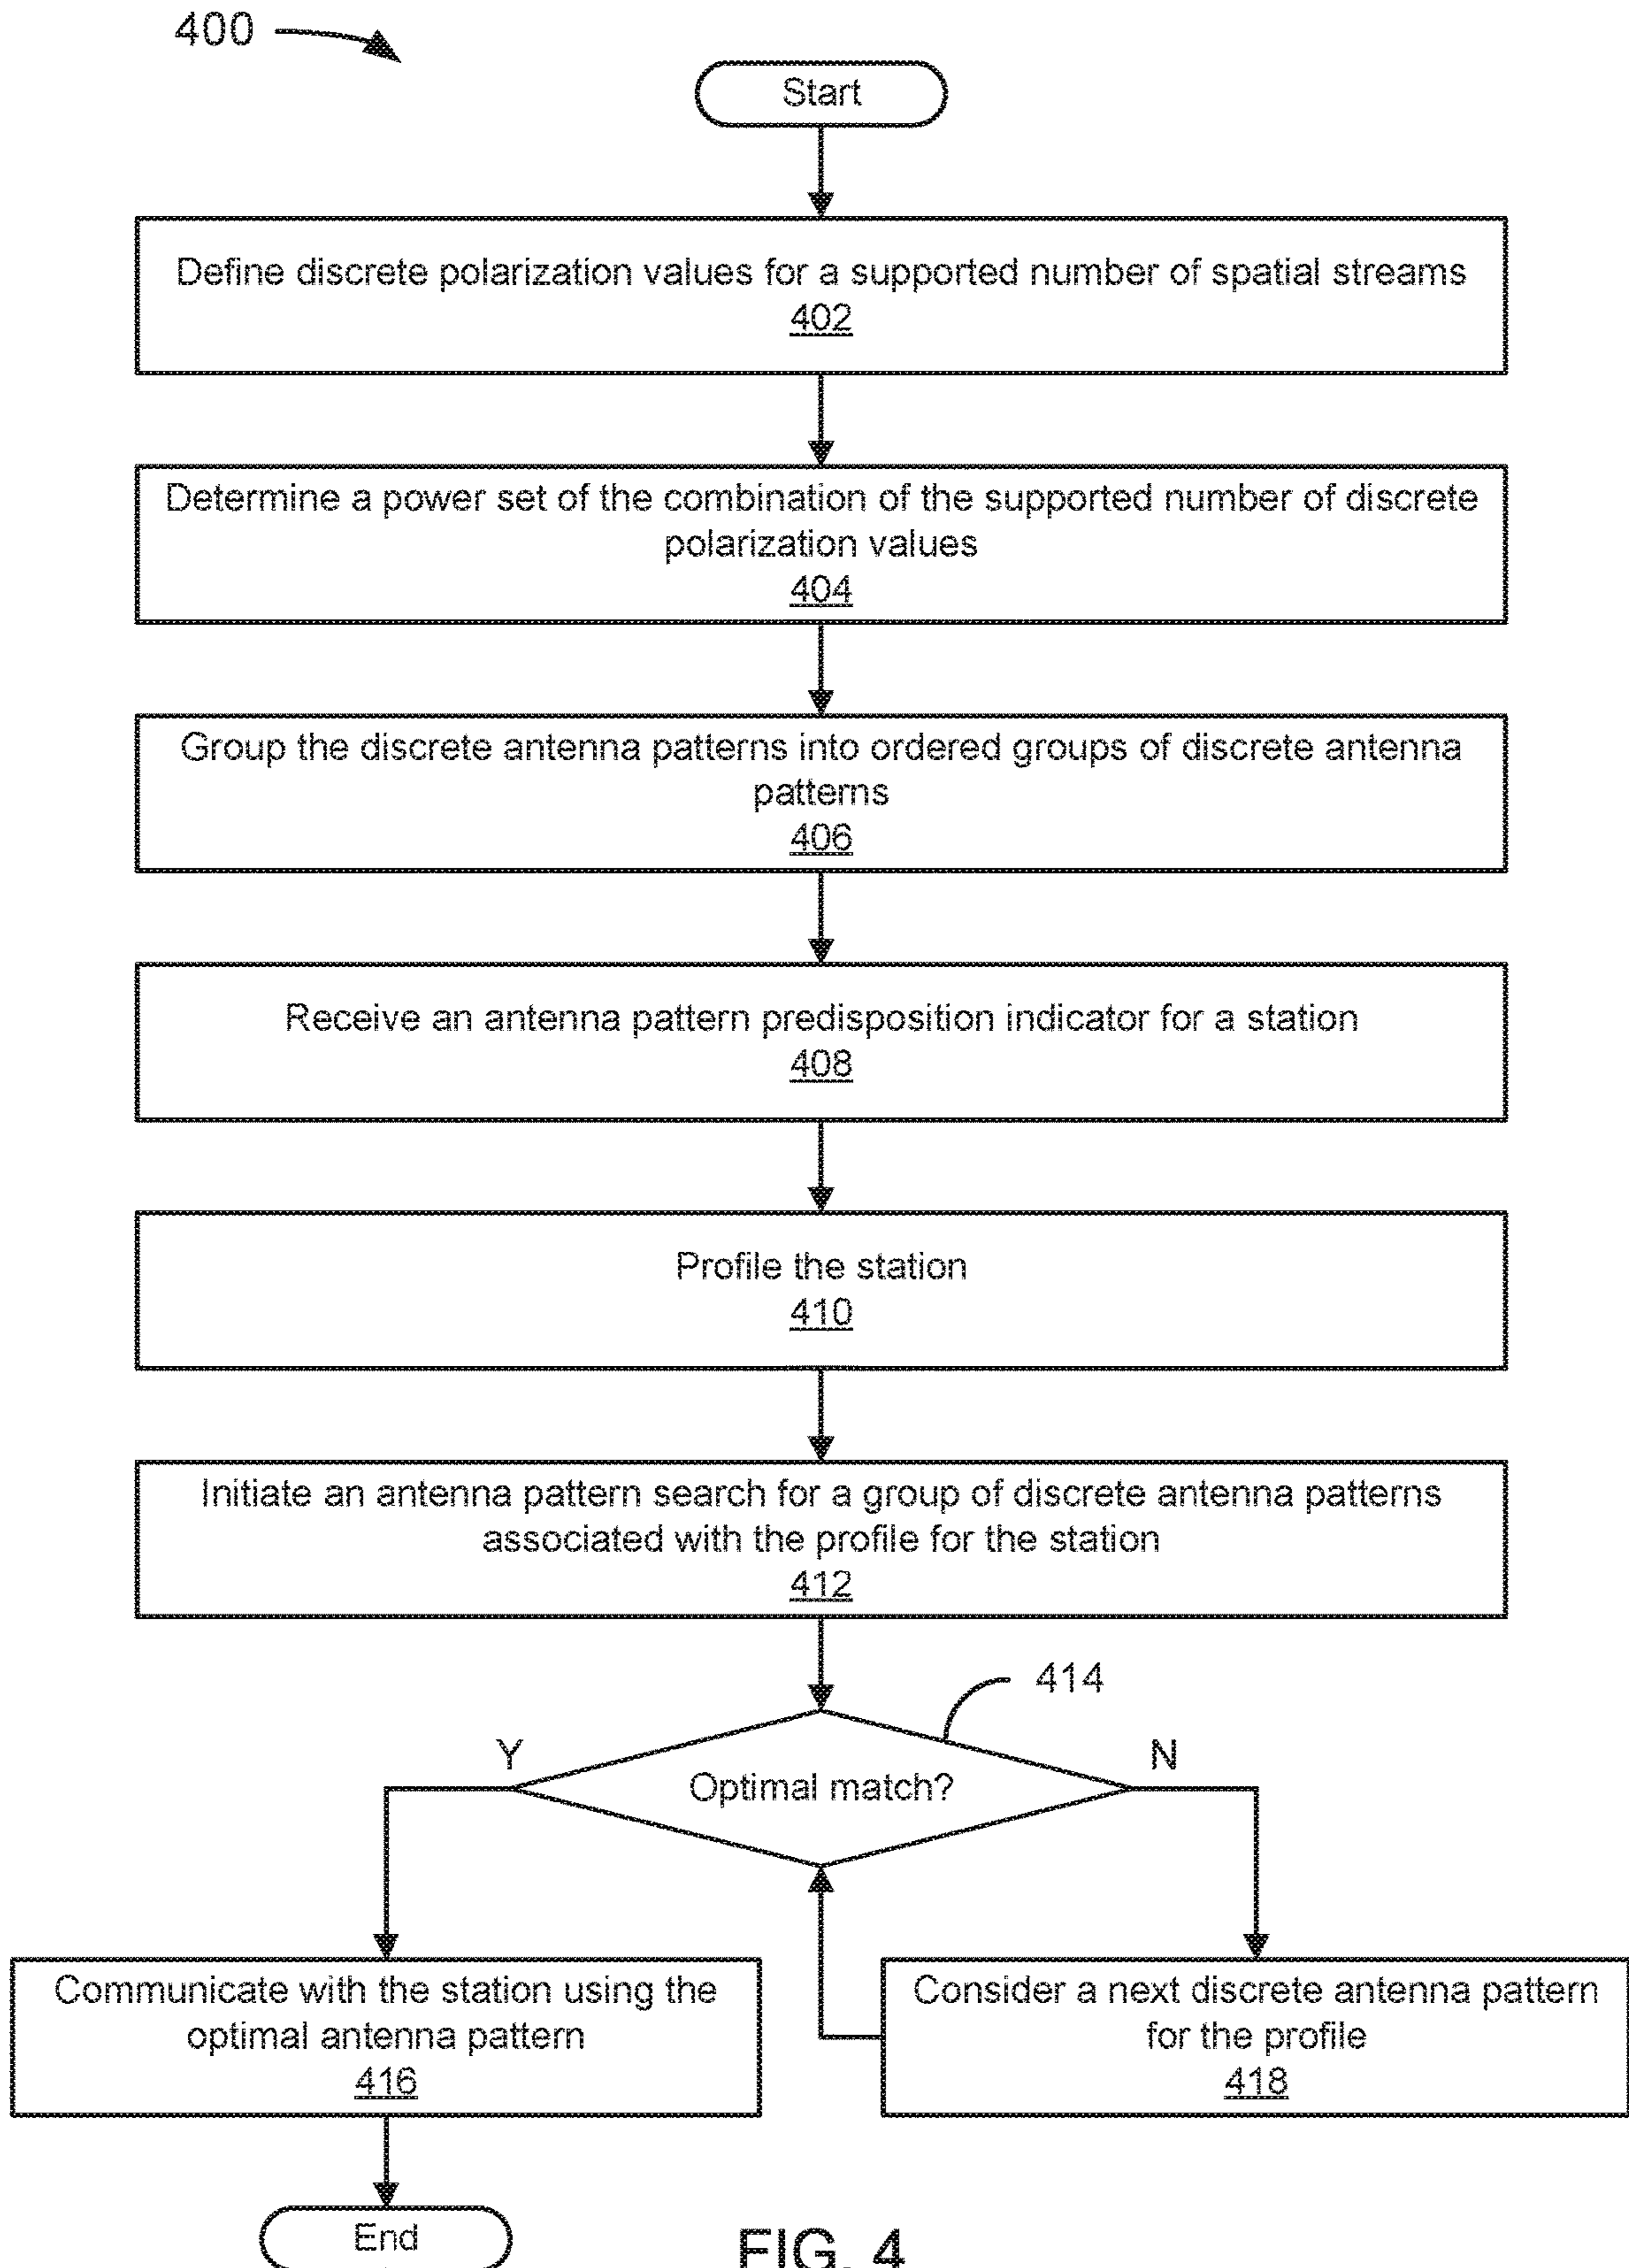 400
Start
Define discrete polarization values for a supported number of spatial streams
402
Determine a power set of the combination of the supported number of discrete
polarization values
404
Group the discrete antenna patterns into ordered groups of discrete antenna
patterns
406
Receive an antenna pattern predisposition indicator for a station
408
Profile the station
410
Initiate an antenna pattern search for a group of discrete antenna patterns
associated with the profile for the station
412
414
Y
N
Optimal match?
Communicate with the station using the
optimal antenna pattern
416
Consider a next discrete antenna pattern
for the profile
418
End
FIG. 4